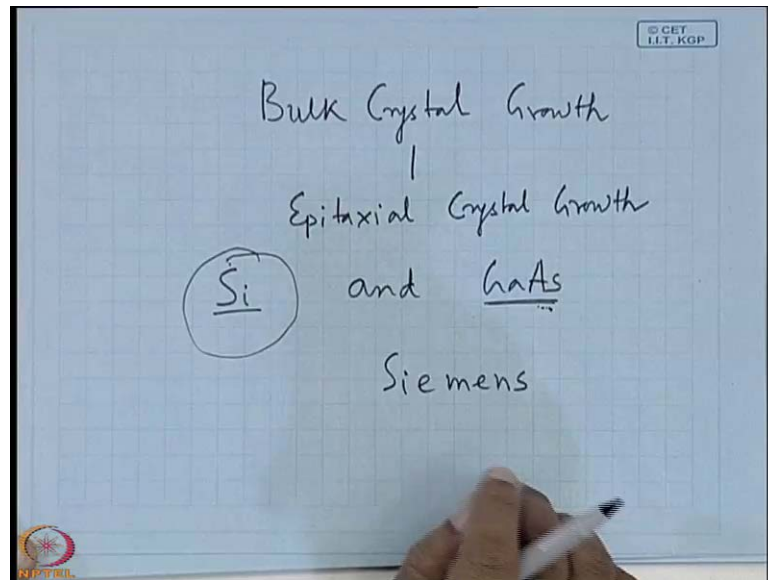 © CET
I.I.T. KGP
Bulk Crystal Growth
Epitaxial Crystal Growth
Si and GaAs
Siemens
NPTEL